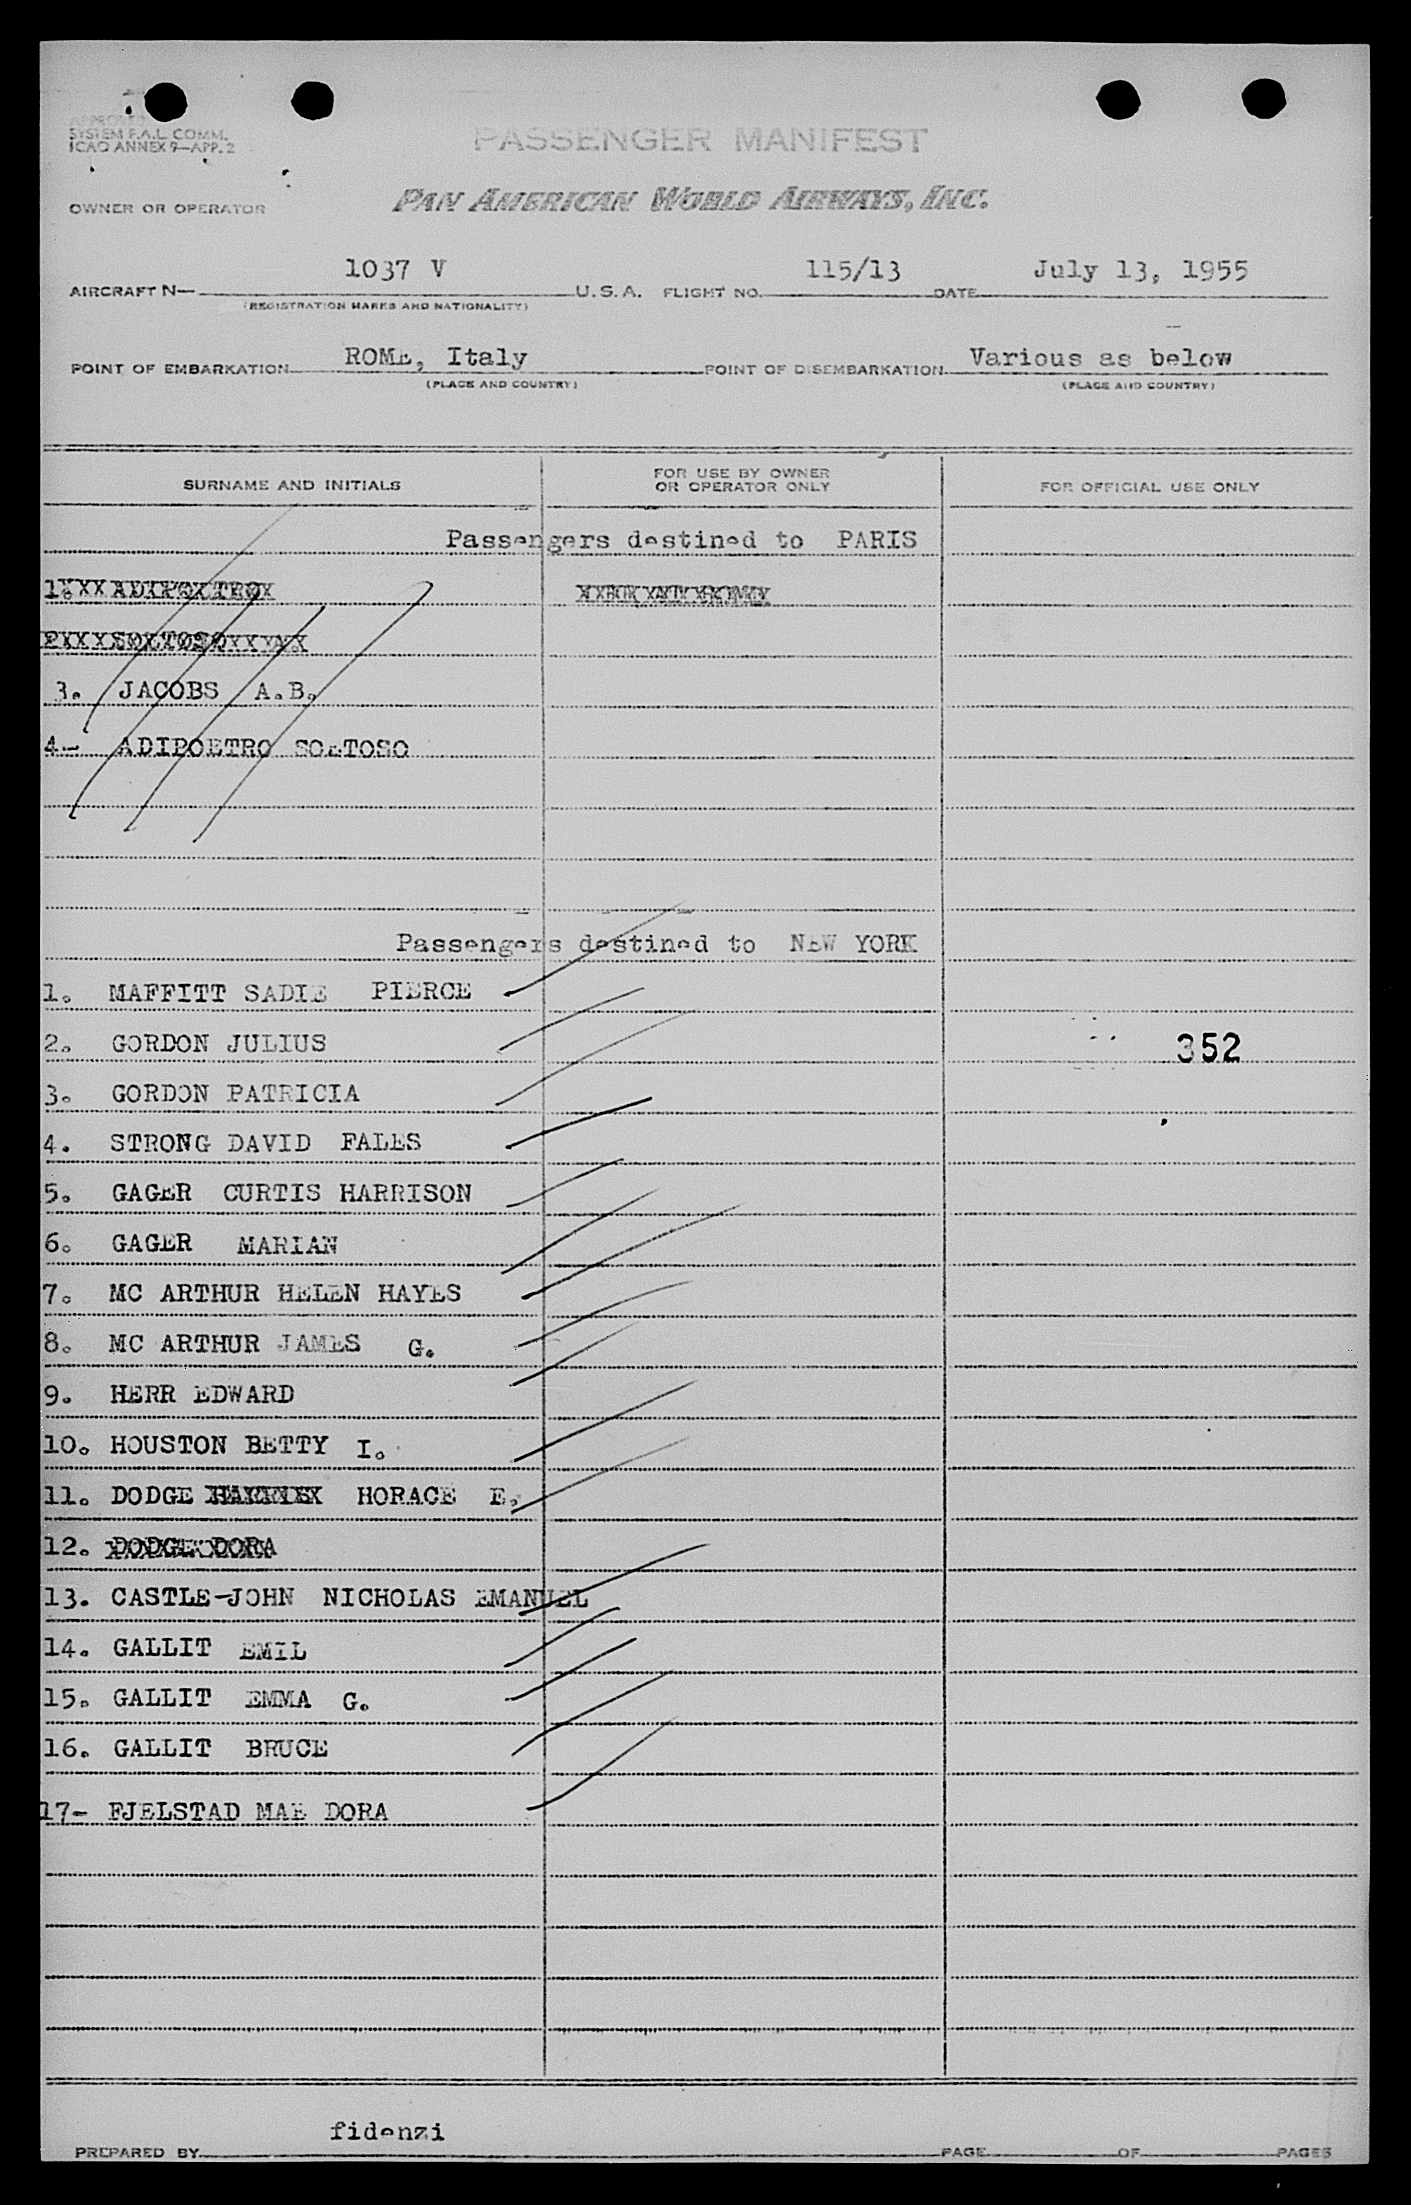 APPROVED
SYSTEM F.A.L. COMM.
ICAO ANNEX 9—APP. 2
PASSENGER MANIFEST
OWNER OR OPERATOR PAN AMERICAN WORLD AIRWAYS, INC.
AIRCRAFT N— 1037 V U.S.A. FLIGHT NO. 115/13 DATE July 13, 1955
(REGISTRATION MARKS AND NATIONALITY)
POINT OF EMBARKATION ROME, Italy POINT OF DISEMBARKATION Various as below
(PLACE AND COUNTRY) (PLACE AND COUNTRY)
SURNAME AND INITIALS FOR USE BY OWNER OR OPERATOR ONLY FOR OFFICIAL USE ONLY
Passengers destined to PARIS
1.
3. JACOBS A.B.
4- ADIPOETRO SOETOSO
Passengers destined to NEW YORK
1. MAFFITT SADIE PIERCE
2. GORDON JULIUS 352
3. GORDON PATRICIA
4. STRONG DAVID FALES
5. GAGER CURTIS HARRISON
6. GAGER MARIAN
7. MC ARTHUR HELEN HAYES
8. MC ARTHUR JAMES G.
9. HERR EDWARD
10. HOUSTON BETTY I.
11. DODGE HORACE E.
12. DODGE DORA
13. CASTLE-JOHN NICHOLAS EMANUEL
14. GALLIT EMIL
15. GALLIT EMMA G.
16. GALLIT BRUCE
17- FJELSTAD MAE DORA
PREPARED BY fidenzi PAGE OF PAGES